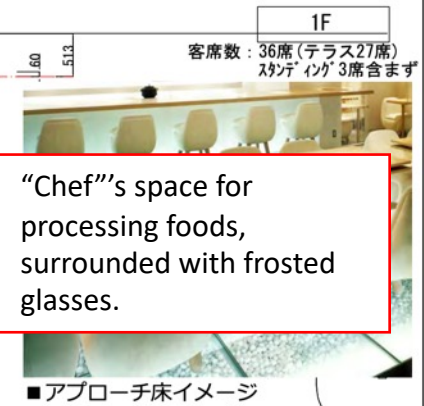 1F
60
513
客席数：36席(テラス27席)
スタンディング3席含まず
“Chef”’s space for
processing foods,
surrounded with frosted
glasses.
■アプローチ床イメージ